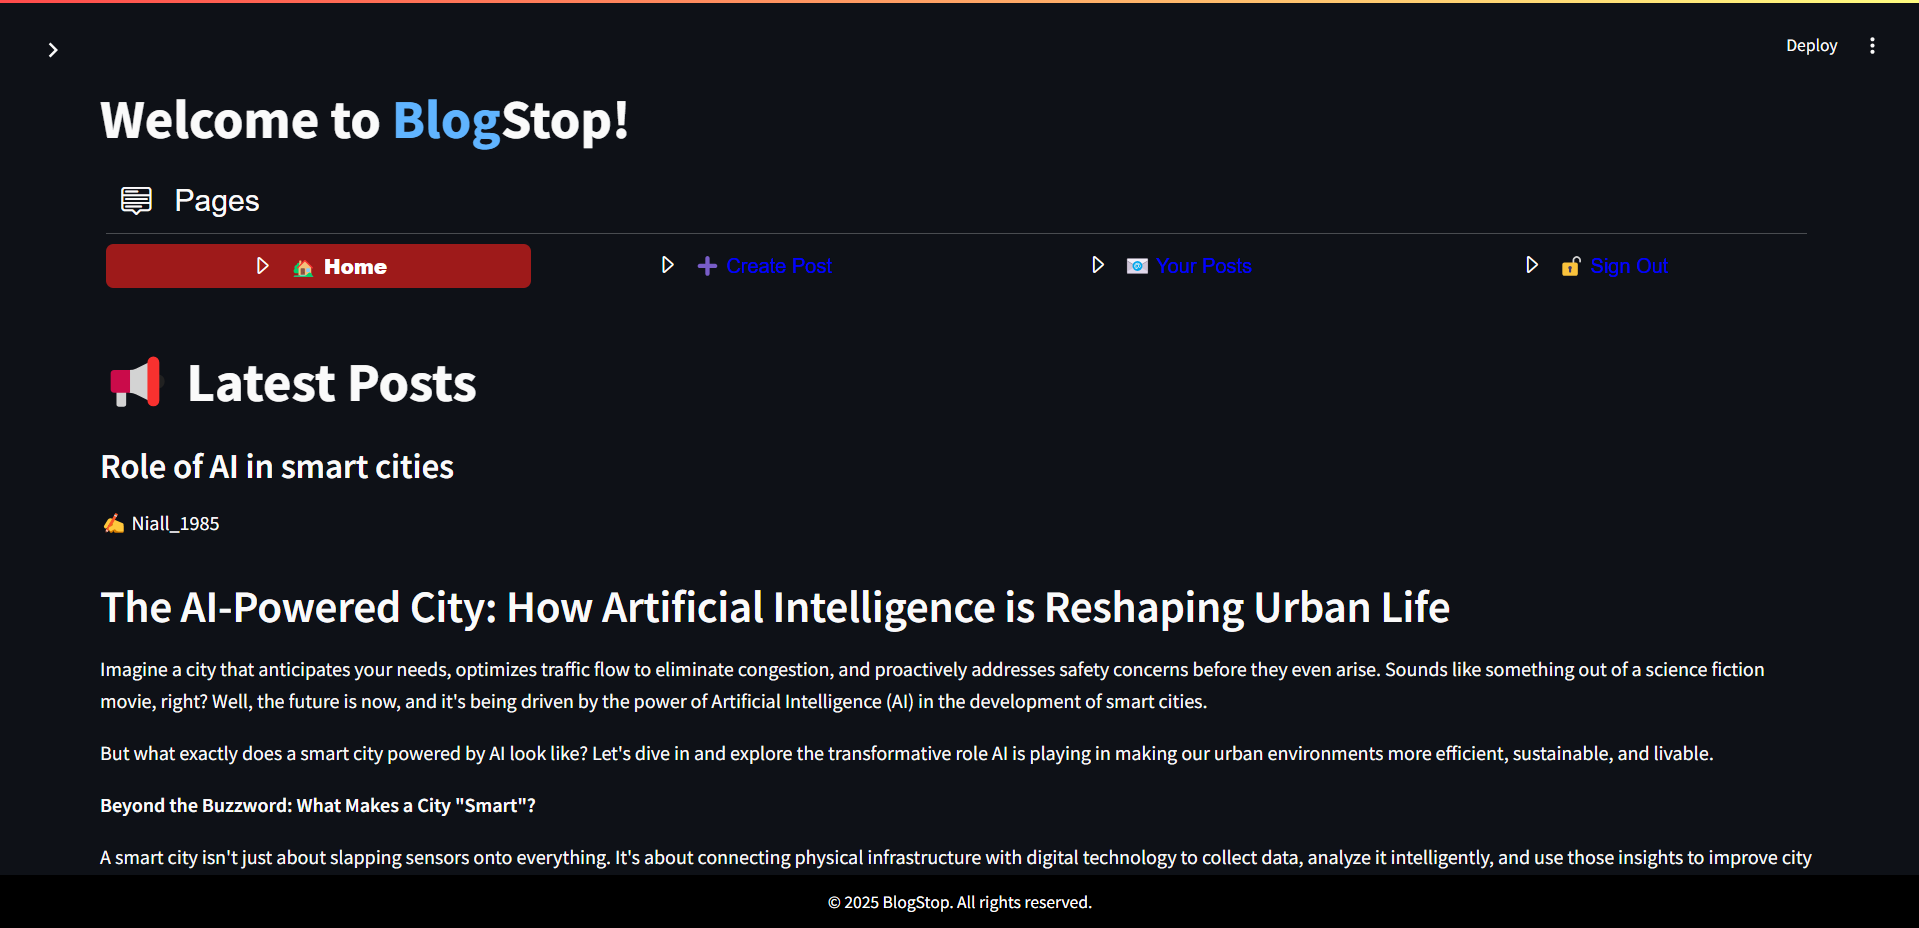 Deploy
Welcome to BlogStop!
Pages
Home
Create Post
Your Posts
Sign Out
Latest Posts
Role of AI in smart cities
Niall_1985
The AI-Powered City: How Artificial Intelligence is Reshaping Urban Life
Imagine a city that anticipates your needs, optimizes traffic flow to eliminate congestion, and proactively addresses safety concerns before they even arise. Sounds like something out of a science fiction
movie, right? Well, the future is now, and it's being driven by the power of Artificial Intelligence (AI) in the development of smart cities.
But what exactly does a smart city powered by AI look like? Let's dive in and explore the transformative role AI is playing in making our urban environments more efficient, sustainable, and livable.
Beyond the Buzzword: What Makes a City "Smart"?
A smart city isn't just about slapping sensors onto everything. It's about connecting physical infrastructure with digital technology to collect data, analyze it intelligently, and use those insights to improve city
© 2025 BlogStop. All rights reserved.